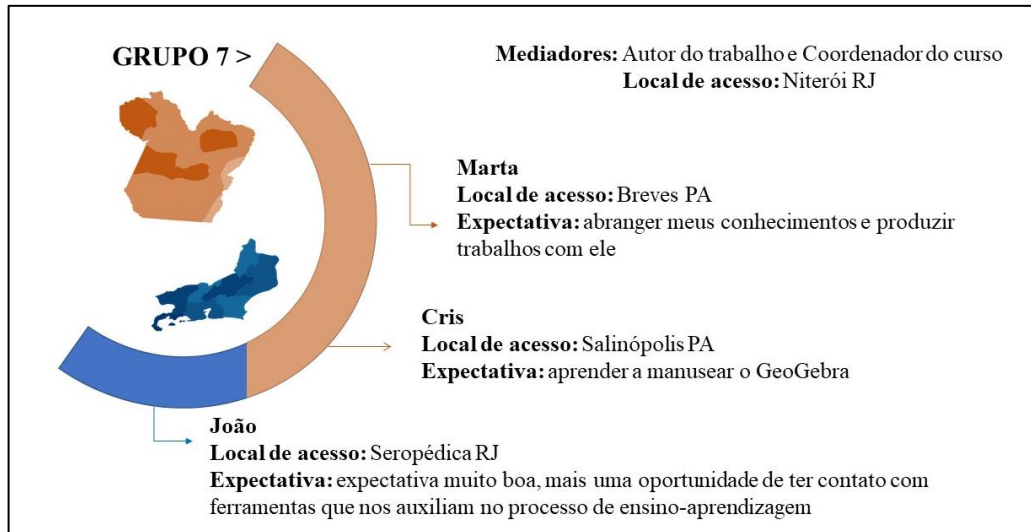 GRUPO 7 >
Mediadores: Autor do trabalho e Coordenador do curso
Local de acesso: Niterói RJ
Marta
Local de acesso: Breves PA
Expectativa: abranger meus conhecimentos e produzir
trabalhos com ele
Cris
Local de acesso: Salinópolis PA
Expectativa: aprender a manusear o GeoGebra
João
Local de acesso: Seropédica RJ
Expectativa: expectativa muito boa, mais uma oportunidade de ter contato com
ferramentas que nos auxiliam no processo de ensino-aprendizagem